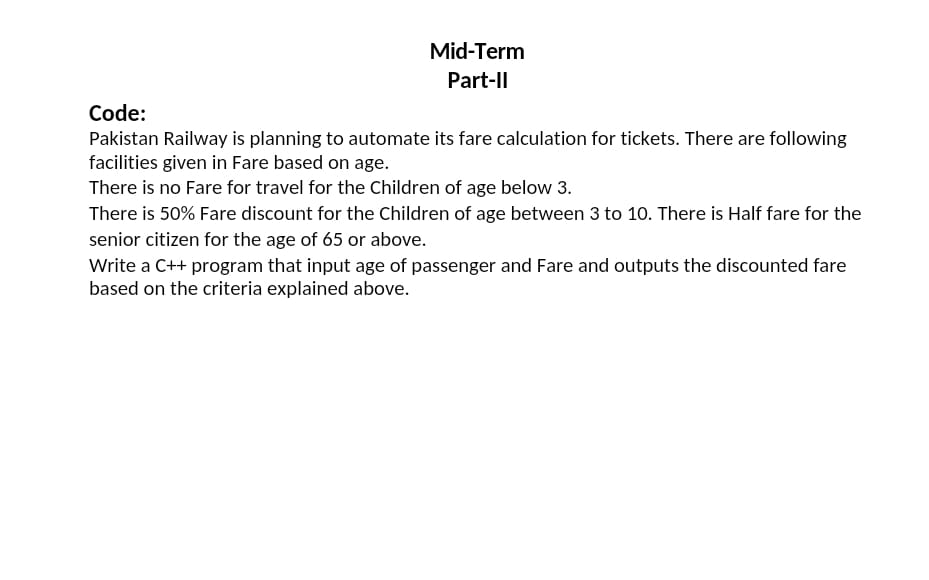 Mid-Term
Part-II
Code:
Pakistan Railway is planning to automate its fare calculation for tickets. There are following
facilities given in Fare based on age.
There is no Fare for travel for the Children of age below 3.
There is 50% Fare discount for the Children of age between 3 to 10. There is Half fare for the
senior citizen for the age of 65 or above.
Write a C++ program that input age of passenger and Fare and outputs the discounted fare
based on the criteria explained above.